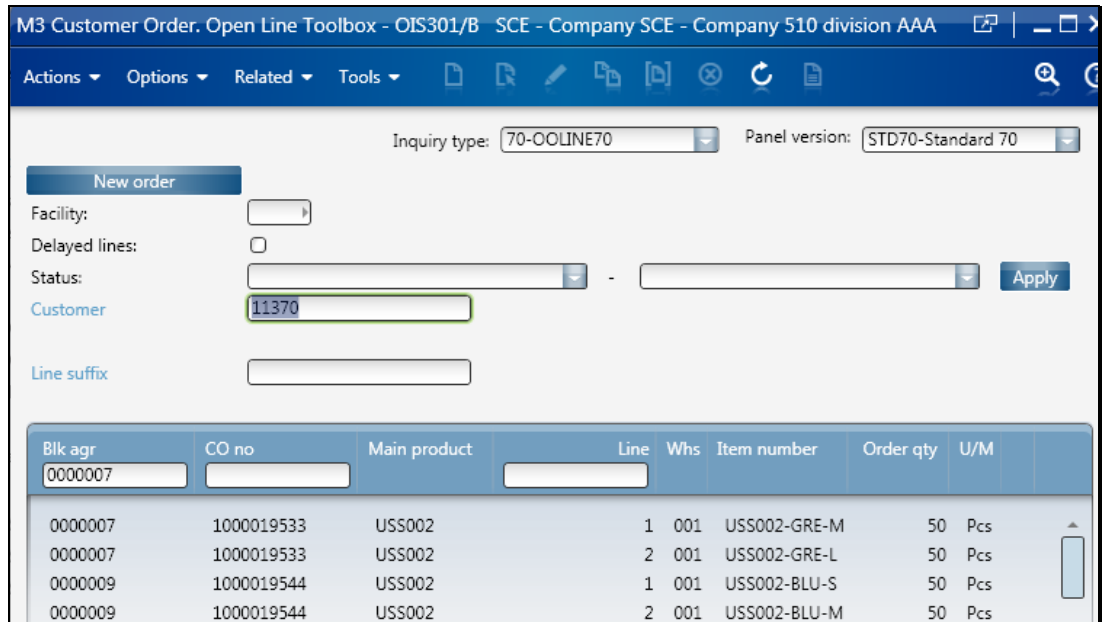 M3 Customer Order. Open Line Toolbox - OIS301/B SCE - Company SCE - Company 510 division AAA
Actions Options Related Tools
Inquiry type: 70-OOLINE70 Panel version: STD70-Standard 70
New order
Facility:
Delayed lines:
Status: - Apply
Customer 11370
Line suffix
Blk agr CO no Main product Line Whs Item number Order qty U/M
0000007
0000007 1000019533 USS002 1 001 USS002-GRE-M 50 Pcs
0000007 1000019533 USS002 2 001 USS002-GRE-L 50 Pcs
0000009 1000019544 USS002 1 001 USS002-BLU-S 50 Pcs
0000009 1000019544 USS002 2 001 USS002-BLU-M 50 Pcs